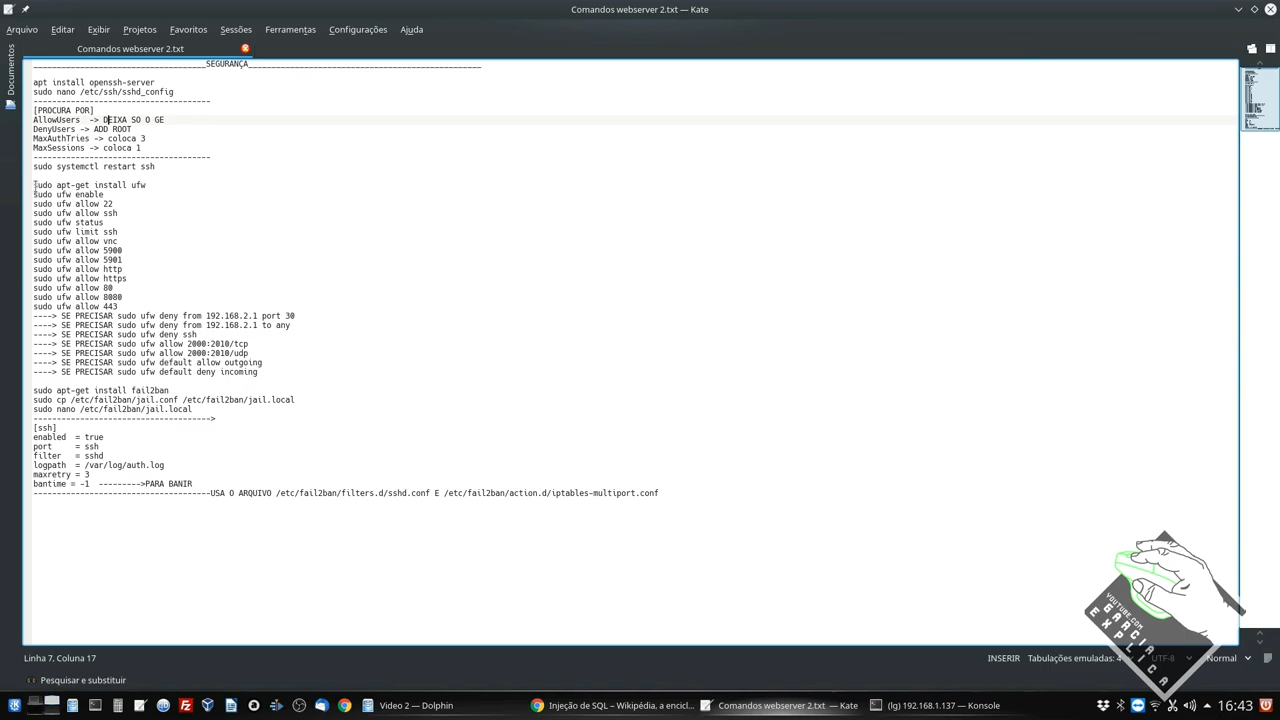 Comandos webserver 2.txt — Kate
Arquivo Editar Exibir Projetos Favoritos Sessões Ferramentas Configurações Ajuda
Comandos webserver 2.txt
Documentos
_____________________________________SEGURANÇA__________________________________________________
apt install openssh-server
sudo nano /etc/ssh/sshd_config
--------------------------------------
[PROCURA POR]
AllowUsers  -> DEIXA SO O GE
DenyUsers -> ADD ROOT
MaxAuthTries -> coloca 3
MaxSessions -> coloca 1
--------------------------------------
sudo systemctl restart ssh
sudo apt-get install ufw
sudo ufw enable
sudo ufw allow 22
sudo ufw allow ssh
sudo ufw status
sudo ufw limit ssh
sudo ufw allow vnc
sudo ufw allow 5900
sudo ufw allow 5901
sudo ufw allow http
sudo ufw allow https
sudo ufw allow 80
sudo ufw allow 8080
sudo ufw allow 443
----> SE PRECISAR sudo ufw deny from 192.168.2.1 port 30
----> SE PRECISAR sudo ufw deny from 192.168.2.1 to any
----> SE PRECISAR sudo ufw deny ssh
----> SE PRECISAR sudo ufw allow 2000:2010/tcp
----> SE PRECISAR sudo ufw allow 2000:2010/udp
----> SE PRECISAR sudo ufw default allow outgoing
----> SE PRECISAR sudo ufw default deny incoming
sudo apt-get install fail2ban
sudo cp /etc/fail2ban/jail.conf /etc/fail2ban/jail.local
sudo nano /etc/fail2ban/jail.local
-------------------------------------->
[ssh]
enabled  = true
port     = ssh
filter   = sshd
logpath  = /var/log/auth.log
maxretry = 3
bantime = -1  --------->PARA BANIR
--------------------------------------USA O ARQUIVO /etc/fail2ban/filters.d/sshd.conf E /etc/fail2ban/action.d/iptables-multiport.conf
YOUTUBE.COM
GARCIA
EXPLICA
Linha 7, Coluna 17 INSERIR Tabulações emuladas: 4 UTF-8 Normal
Pesquisar e substituir
Video 2 — Dolphin Injeção de SQL – Wikipédia, a encicl... Comandos webserver 2.txt — Kate (lg) 192.168.1.137 — Konsole 16:43